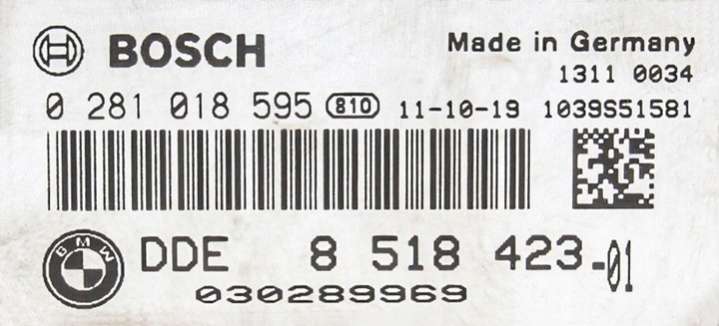 BOSCH
Made in Germany
1311 0034
0 281 018 595 810 11-10-19 1039S51581
BMW DDE 8 518 423-01
030289969